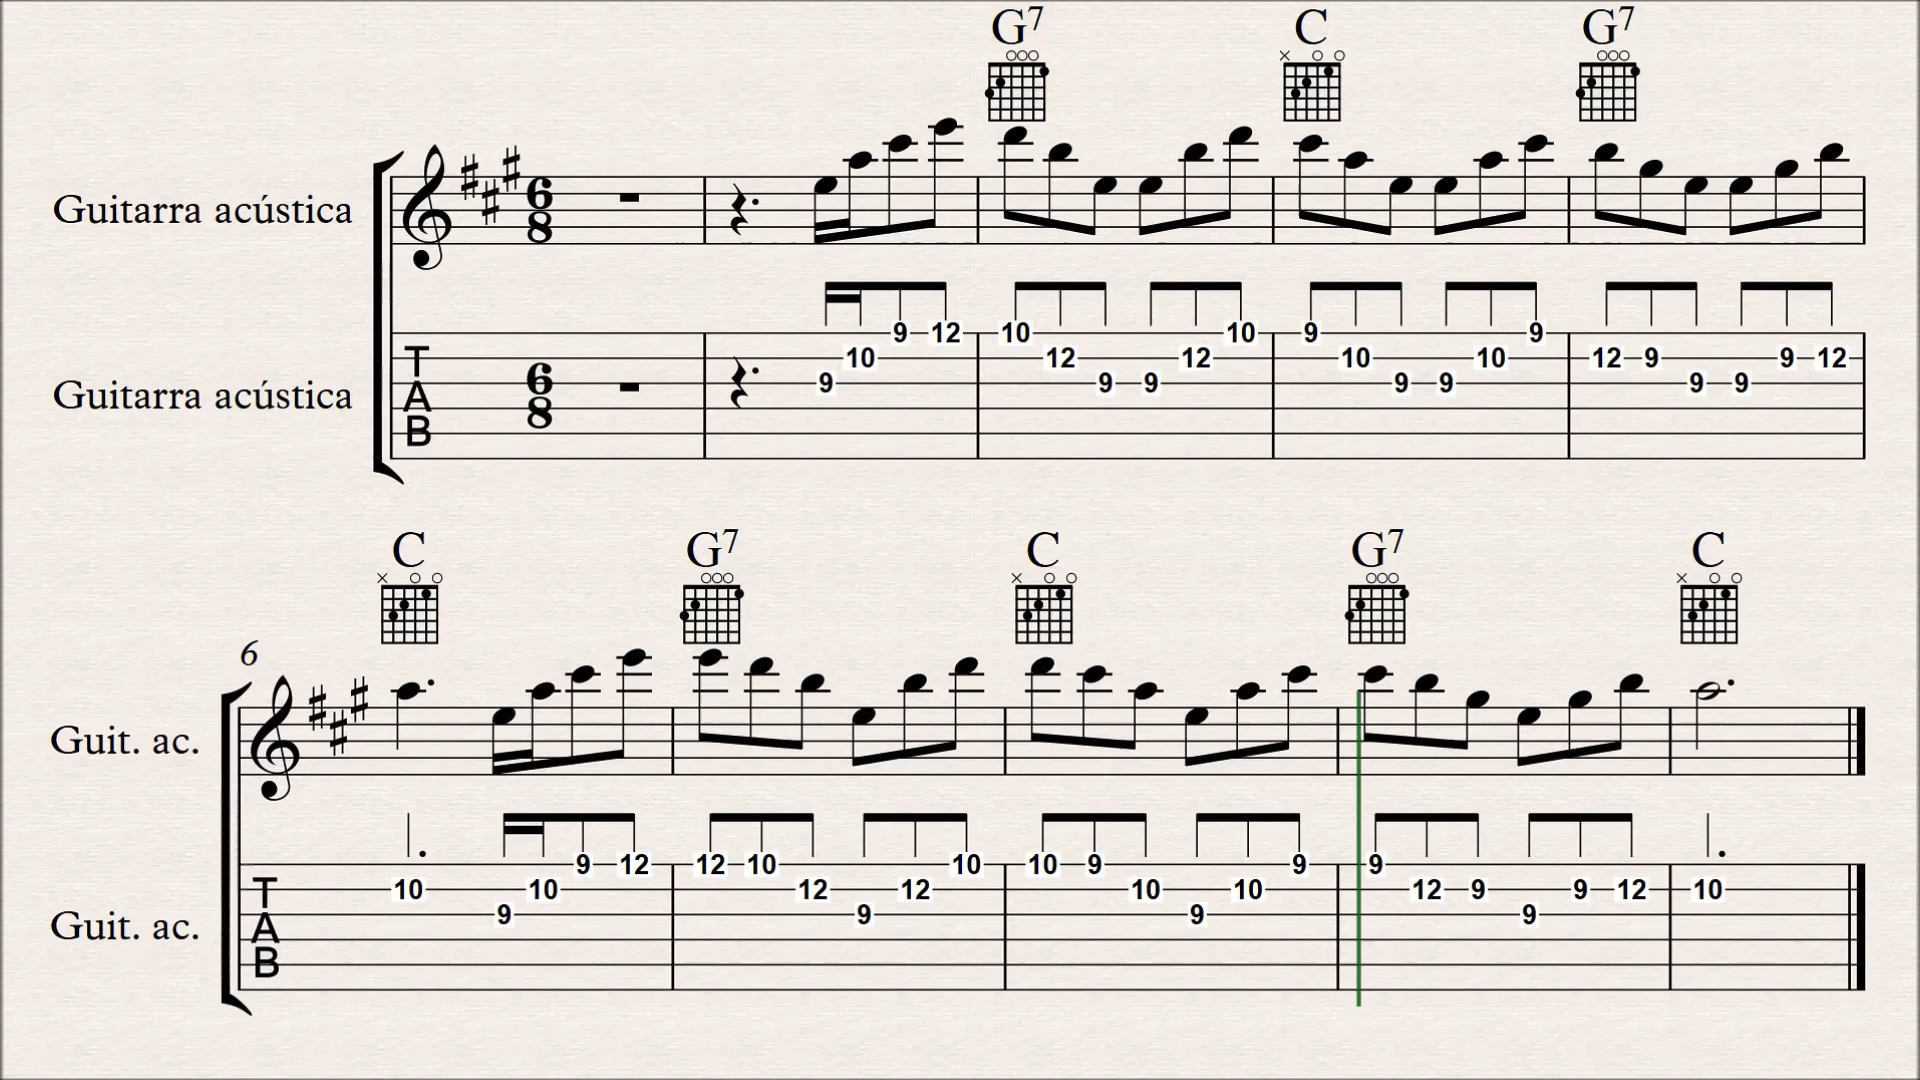 G7 C G7
Guitarra acústica
6
8
9 10 9 12 10 12 9 9 12 10 9 10 9 9 10 9 12 9 9 9 9 12
Guitarra acústica
TAB
6
8
C G7 C G7 C
6
Guit. ac.
10 9 10 9 12 12 10 12 9 12 10 10 9 10 9 10 9 9 12 9 9 9 12 10
Guit. ac.
TAB